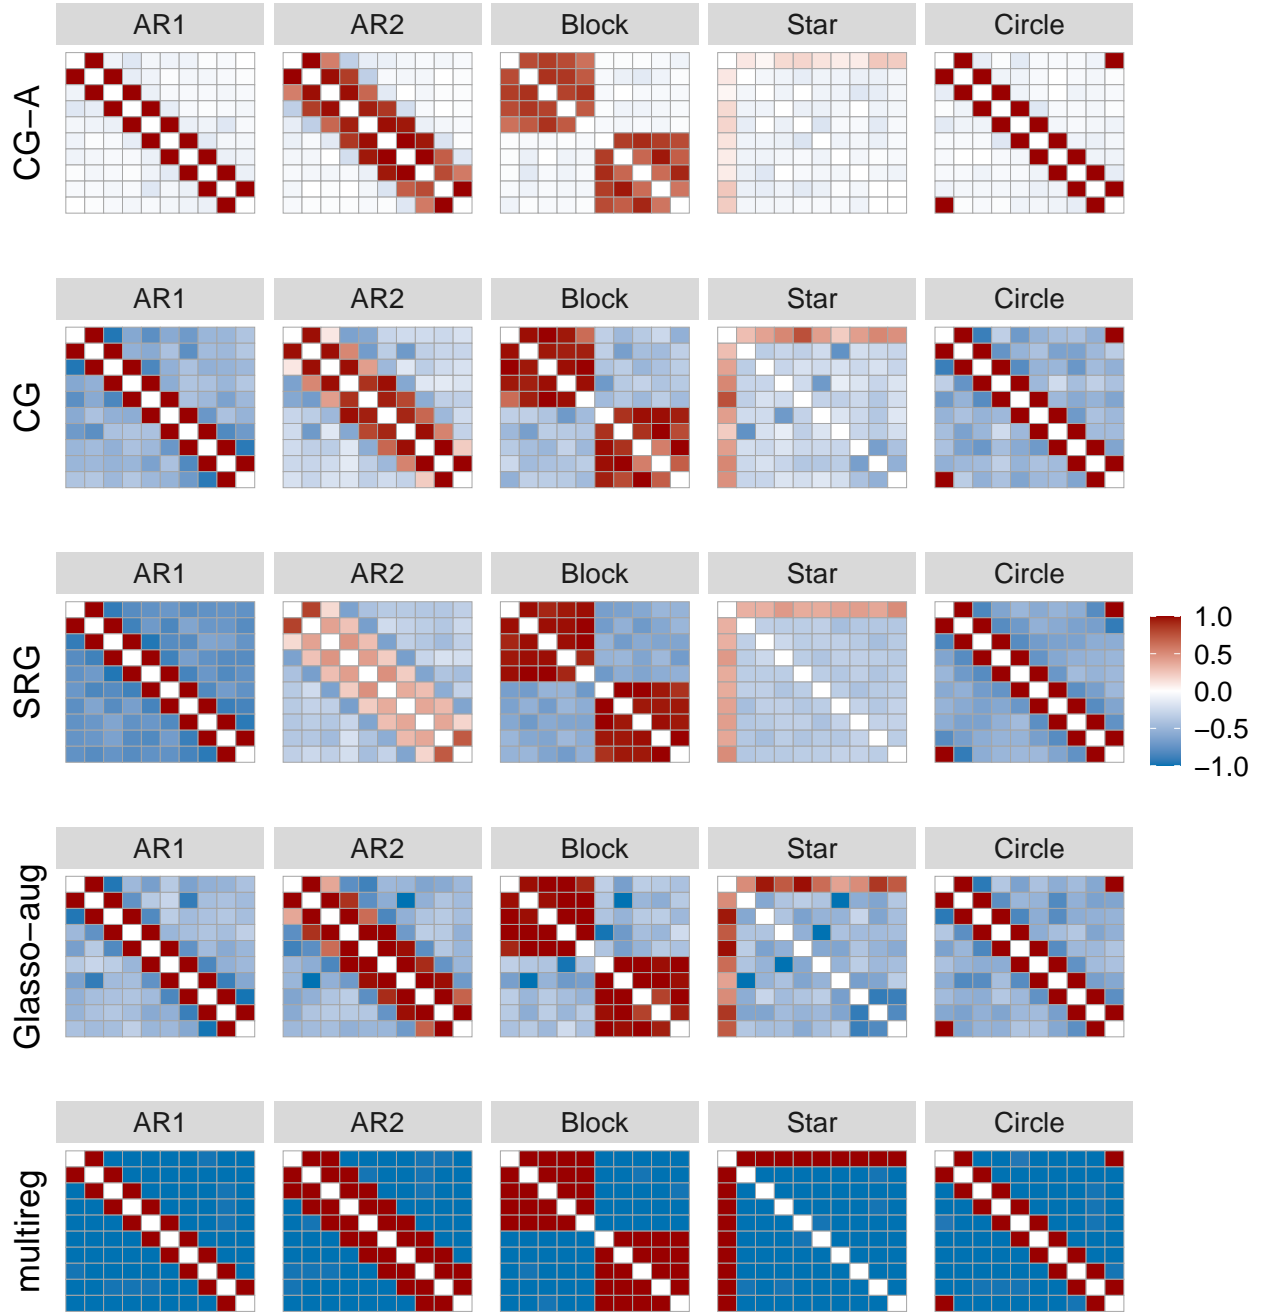 AR1 AR2 Block Star Circle
CG−A
AR1 AR2 Block Star Circle
CG
AR1 AR2 Block Star Circle
SRG
1.0
0.5
0.0
−0.5
−1.0
AR1 AR2 Block Star Circle
Glasso−aug
AR1 AR2 Block Star Circle
multireg